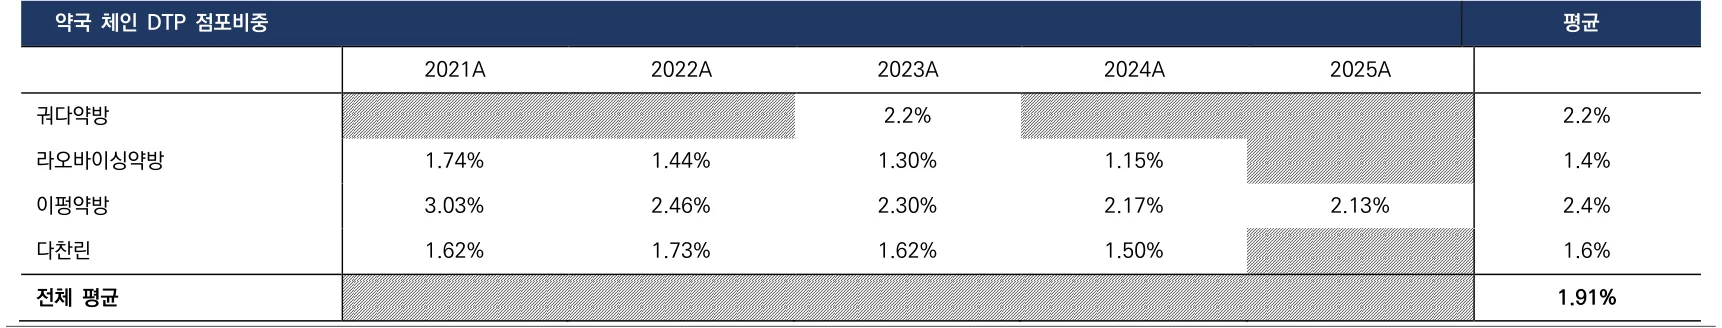 약국 체인 DTP 점포비중 평균
2021A 2022A 2023A 2024A 2025A
궈다약방 2.2% 2.2%
라오바이싱약방 1.74% 1.44% 1.30% 1.15% 1.4%
이펑약방 3.03% 2.46% 2.30% 2.17% 2.13% 2.4%
다찬린 1.62% 1.73% 1.62% 1.50% 1.6%
전체 평균 1.91%